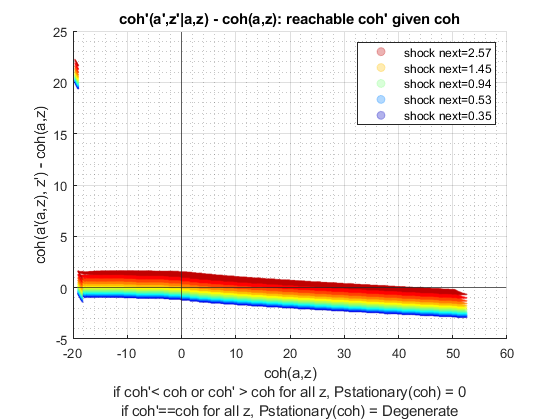 coh'(a',z'|a,z) - coh(a,z): reachable coh' given coh
25
20
15
10
5
0
-5
coh(a'(a,z), z') - coh(a,z)
shock next=2.57
shock next=1.45
shock next=0.94
shock next=0.53
shock next=0.35
-20 -10 0 10 20 30 40 50 60
coh(a,z)
if coh'< coh or coh' > coh for all z, Pstationary(coh) = 0
if coh'==coh for all z, Pstationary(coh) = Degenerate